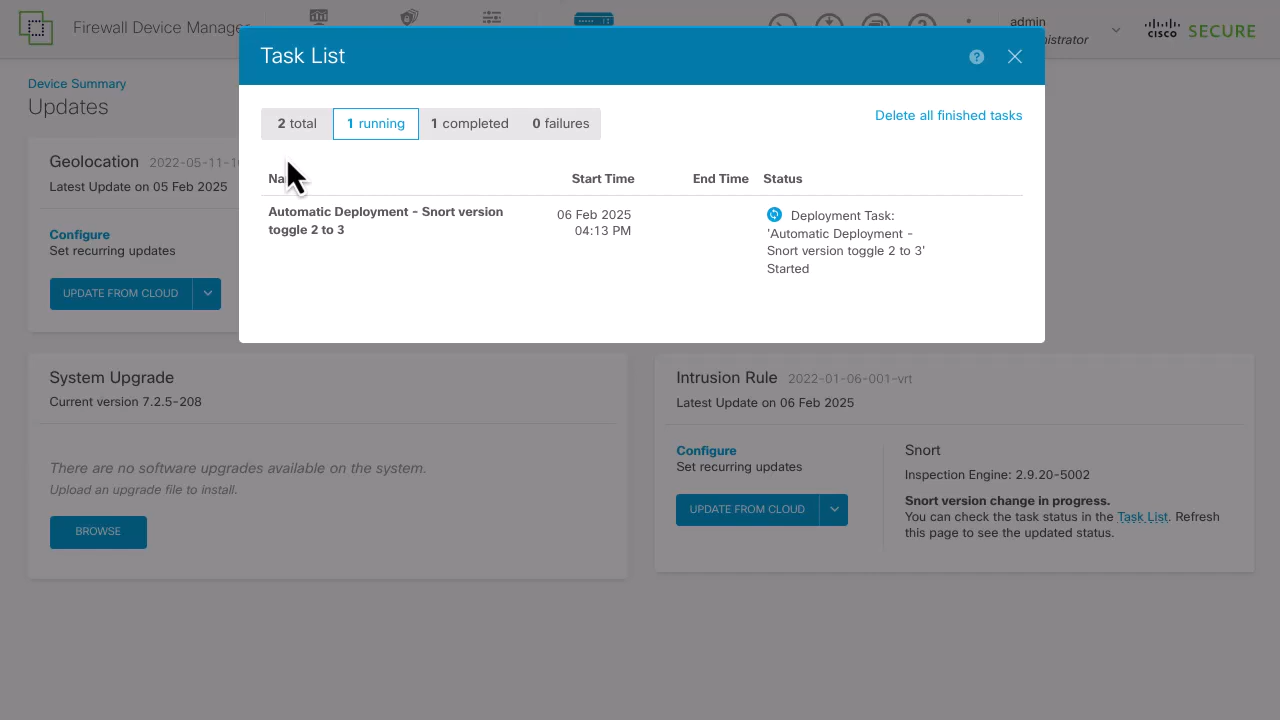 Firewall Device Manager
admin
cisco SECURE
Task List
Device Summary
Updates
2 total
1 running
1 completed
0 failures
Delete all finished tasks
Geolocation 2022-05-11-1
Latest Update on 05 Feb 2025
Configure
Set recurring updates
UPDATE FROM CLOUD
Start Time
End Time
Status
Automatic Deployment - Snort version
toggle 2 to 3
06 Feb 2025
04:13 PM
Deployment Task:
'Automatic Deployment -
Snort version toggle 2 to 3'
Started
System Upgrade
Current version 7.2.5-208
There are no software upgrades available on the system.
Upload an upgrade file to install.
BROWSE
Intrusion Rule 2022-01-06-001-vrt
Latest Update on 06 Feb 2025
Configure
Set recurring updates
UPDATE FROM CLOUD
Snort
Inspection Engine: 2.9.20-5002
Snort version change in progress.
You can check the task status in the Task List. Refresh
this page to see the updated status.